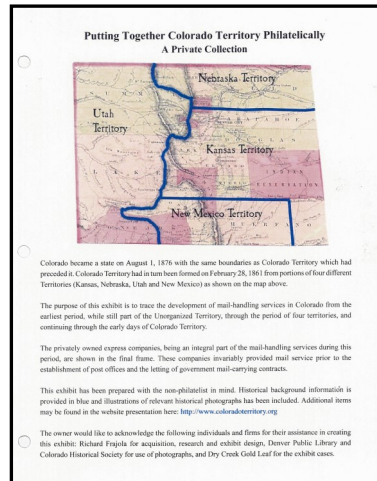 Putting Together Colorado Territory Philatelically
A Private Collection
Nebraska Territory
Utah
Territory
Kansas Territory
New Mexico Territory
Colorado became a state on August 1, 1876 with the same boundaries as Colorado Territory which had
preceded it. Colorado Territory had in turn been formed on February 28, 1861 from portions of four different
Territories (Kansas, Nebraska, Utah and New Mexico) as shown on the map above.
The purpose of this exhibit is to trace the development of mail-handling services in Colorado from the
earliest period, while still part of the Unorganized Territory, through the period of four territories, and
continuing through the early days of Colorado Territory.
The privately owned express companies, being an integral part of the mail-handling services during this
period, are shown in the final frame. These companies invariably provided mail service prior to the
establishment of post offices and the letting of government mail-carrying contracts.
This exhibit has been prepared with the non-philatelist in mind. Historical background information is
provided in blue and illustrations of relevant historical photographs has been included. Additional items
may be found in the website presentation here: http://www.coloradoterritory.org
The owner would like to acknowledge the following individuals and firms for their assistance in creating
this exhibit: Richard Frajola for acquisition, research and exhibit design, Denver Public Library and
Colorado Historical Society for use of photographs, and Dry Creek Gold Leaf for the exhibit cases.